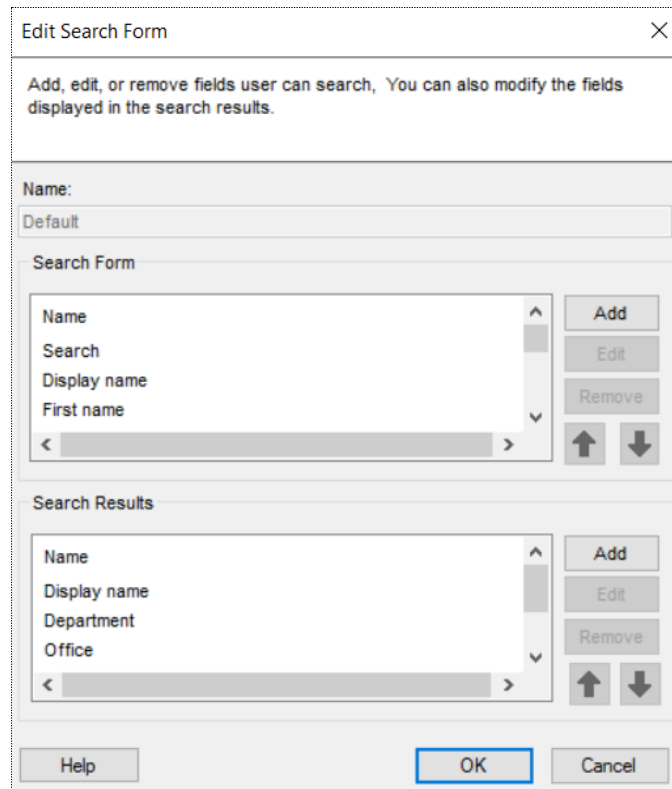 Edit Search Form
Add, edit, or remove fields user can search, You can also modify the fields
displayed in the search results.
Name:
Default
Search Form
Name
Search
Display name
First name
Add
Edit
Remove
Search Results
Name
Display name
Department
Office
Add
Edit
Remove
Help
OK
Cancel